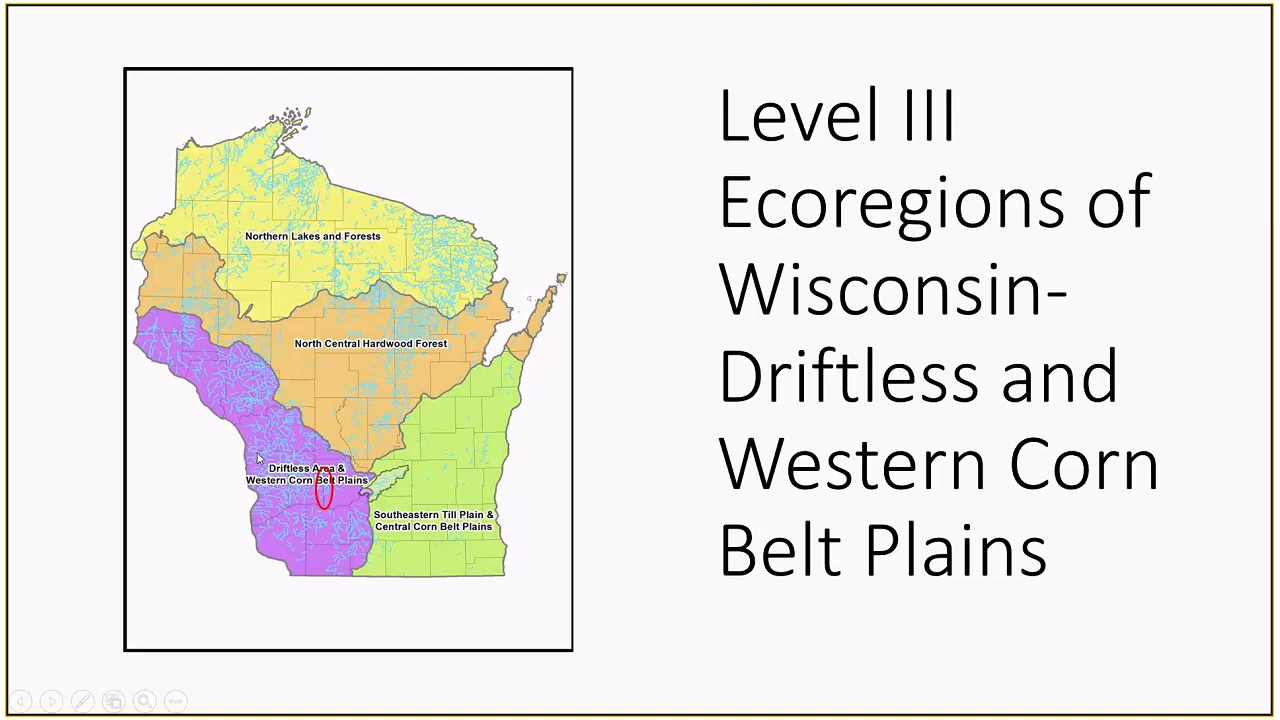 Level III
Ecoregions of
Wisconsin-
Driftless and
Western Corn
Belt Plains
Northern Lakes and Forests
North Central Hardwood Forest
Driftless Area &
Western Corn Belt Plains
Southeastern Till Plain &
Central Corn Belt Plains